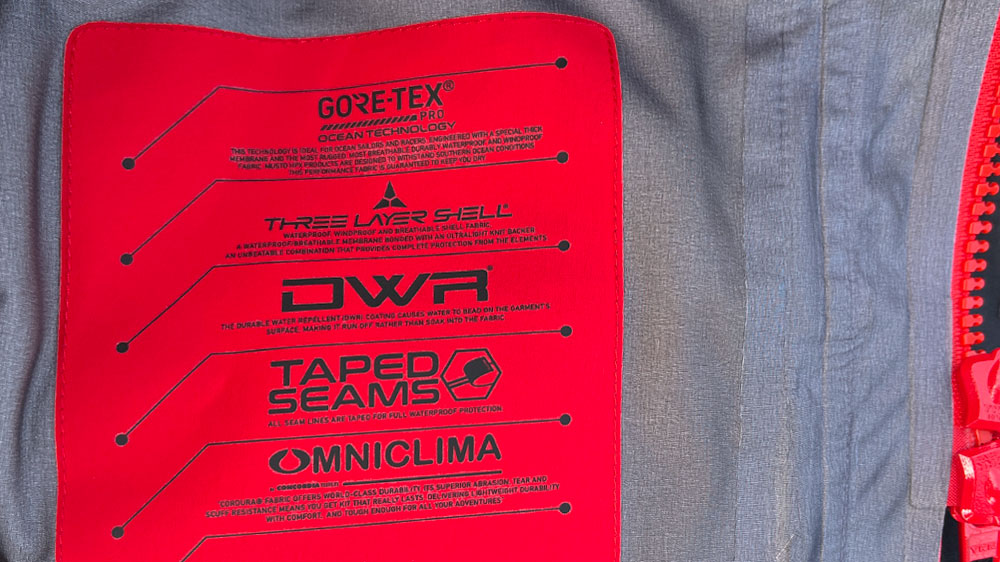 GORE-TEX®
PRO
OCEAN TECHNOLOGY
THIS TECHNOLOGY IS IDEAL FOR OCEAN SAILORS AND RACERS. ENGINEERED WITH A SPECIAL THICK
MEMBRANE AND THE MOST RUGGED, MOST BREATHABLE DURABLY WATERPROOF AND WINDPROOF
FABRIC. MUSTO HPX PRODUCTS ARE DESIGNED TO WITHSTAND SOUTHERN OCEAN CONDITIONS.
THIS PERFORMANCE FABRIC IS GUARANTEED TO KEEP YOU DRY
THREE LAYER SHELL®
WATERPROOF, WINDPROOF AND BREATHABLE SHELL FABRIC.
A WATERPROOF/BREATHABLE MEMBRANE BONDED WITH AN ULTRALIGHT KNIT BACKER.
AN UNBEATABLE COMBINATION THAT PROVIDES COMPLETE PROTECTION FROM THE ELEMENTS
DWR®
THE DURABLE WATER REPELLENT (DWR) COATING CAUSES WATER TO BEAD ON THE GARMENT'S
SURFACE, MAKING IT RUN OFF RATHER THAN SOAK INTO THE FABRIC
TAPED
SEAMS
ALL SEAM LINES ARE TAPED FOR FULL WATERPROOF PROTECTION
OMNICLIMA
CONCORDIA
CORDURA® FABRIC OFFERS WORLD-CLASS DURABILITY. ITS SUPERIOR ABRASION, TEAR AND
SCUFF RESISTANCE MEANS YOU GET KIT THAT REALLY LASTS, DELIVERING LIGHTWEIGHT DURABILITY
WITH COMFORT, AND TOUGH ENOUGH FOR ALL YOUR ADVENTURES